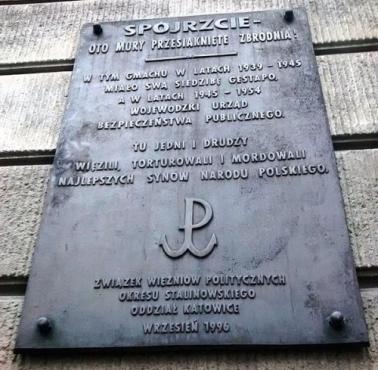 SPOJRZCIE-
OTO MURY PRZESIĄKNIĘTE ZBRODNIĄ:
W TYM GMACHU W LATACH 1939-1945
MIAŁO SWĄ SIEDZIBĘ GESTAPO,
A W LATACH 1945-1954
WOJEWÓDZKI URZĄD
BEZPIECZEŃSTWA PUBLICZNEGO.
TU JEDNI I DRUDZY
WIĘZILI, TORTUROWALI I MORDOWALI
NAJLEPSZYCH SYNÓW NARODU POLSKIEGO.
ZWIĄZEK WIĘŹNIÓW POLITYCZNYCH
OKRESU STALINOWSKIEGO
ODDZIAŁ KATOWICE
WRZESIEŃ 1996